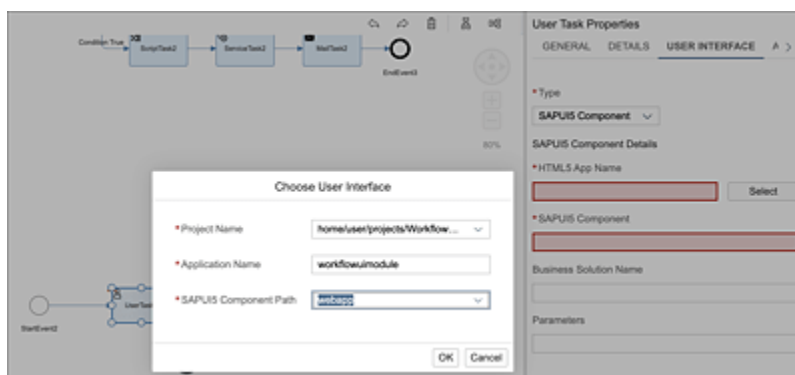 User Task Properties
GENERAL DETAILS USER INTERFACE A
Condition True
ScriptTask2
ServiceTask2
MailTask2
EndEvent3
80%
*Type
SAPUI5 Component
SAPUI5 Component Details
*HTML5 App Name
Select
*SAPUI5 Component
Business Solution Name
Parameters
Choose User Interface
*Project Name
home/user/projects/Workflow...
*Application Name
workflowuimodule
*SAPUI5 Component Path
webapp
OK Cancel
StartEvent2
UserTas